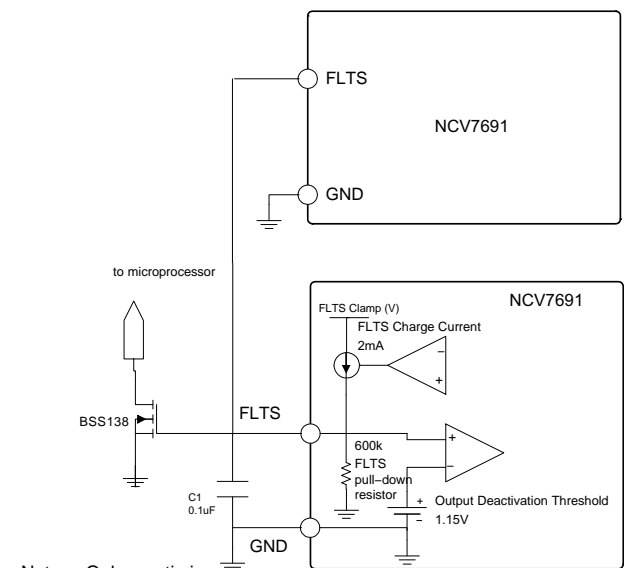 FLTS
NCV7691
GND
to microprocessor
NCV7691
FLTS Clamp (V)
FLTS Charge Current
2mA
−
+
BSS138
FLTS
600k
FLTS
pull−down
resistor
+
−
C1
0.1uF
+
Output Deactivation Threshold
−
1.15V
GND